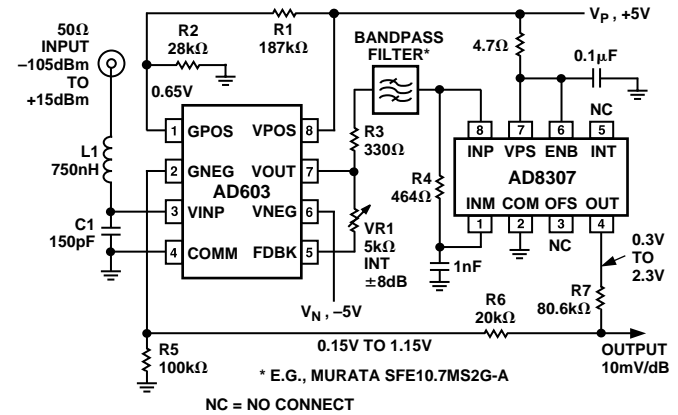 50Ω
INPUT
–105dBm
TO
+15dBm
R2
28kΩ
R1
187kΩ
VP , +5V
BANDPASS
FILTER*
4.7Ω
0.1µF
NC
0.65V
L1
750nH
C1
150pF
1 GPOS VPOS 8
2 GNEG VOUT 7
AD603
3 VINP VNEG 6
4 COMM FDBK 5
R3
330Ω
R4
464Ω
VR1
5kΩ
INT
±8dB
8 7 6 5
INP VPS ENB INT
AD8307
INM COM OFS OUT
1 2 3 4
NC
1nF
0.3V
TO
2.3V
VN , –5V
R6
20kΩ
R7
80.6kΩ
R5
100kΩ
0.15V TO 1.15V
OUTPUT
10mV/dB
* E.G., MURATA SFE10.7MS2G-A
NC = NO CONNECT